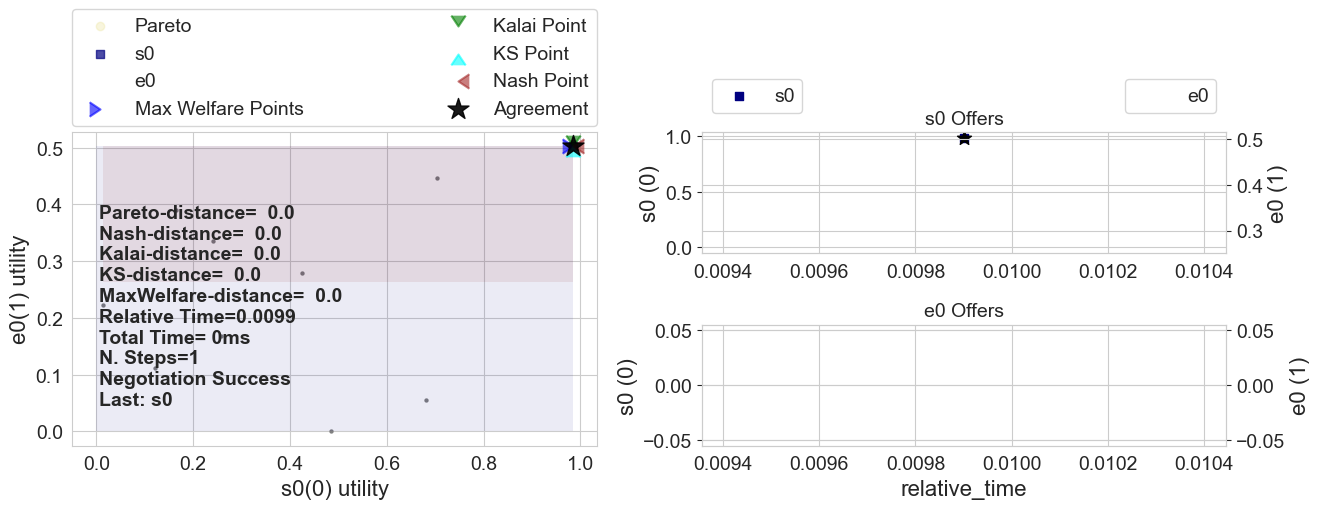 Pareto
s0
e0
Max Welfare Points
Kalai Point
KS Point
Nash Point
Agreement
0.5
0.4
0.3
0.2
0.1
0.0
e0(1) utility
Pareto-distance= 0.0
Nash-distance= 0.0
Kalai-distance= 0.0
KS-distance= 0.0
MaxWelfare-distance= 0.0
Relative Time=0.0099
Total Time= 0ms
N. Steps=1
Negotiation Success
Last: s0
0.0 0.2 0.4 0.6 0.8 1.0
s0(0) utility
s0
e0
s0 Offers
1.0
0.5
0.0
s0 (0)
0.5
0.4
0.3
e0 (1)
0.0094 0.0096 0.0098 0.0100 0.0102 0.0104
e0 Offers
0.05
0.00
−0.05
s0 (0)
0.05
0.00
−0.05
e0 (1)
0.0094 0.0096 0.0098 0.0100 0.0102 0.0104
relative_time